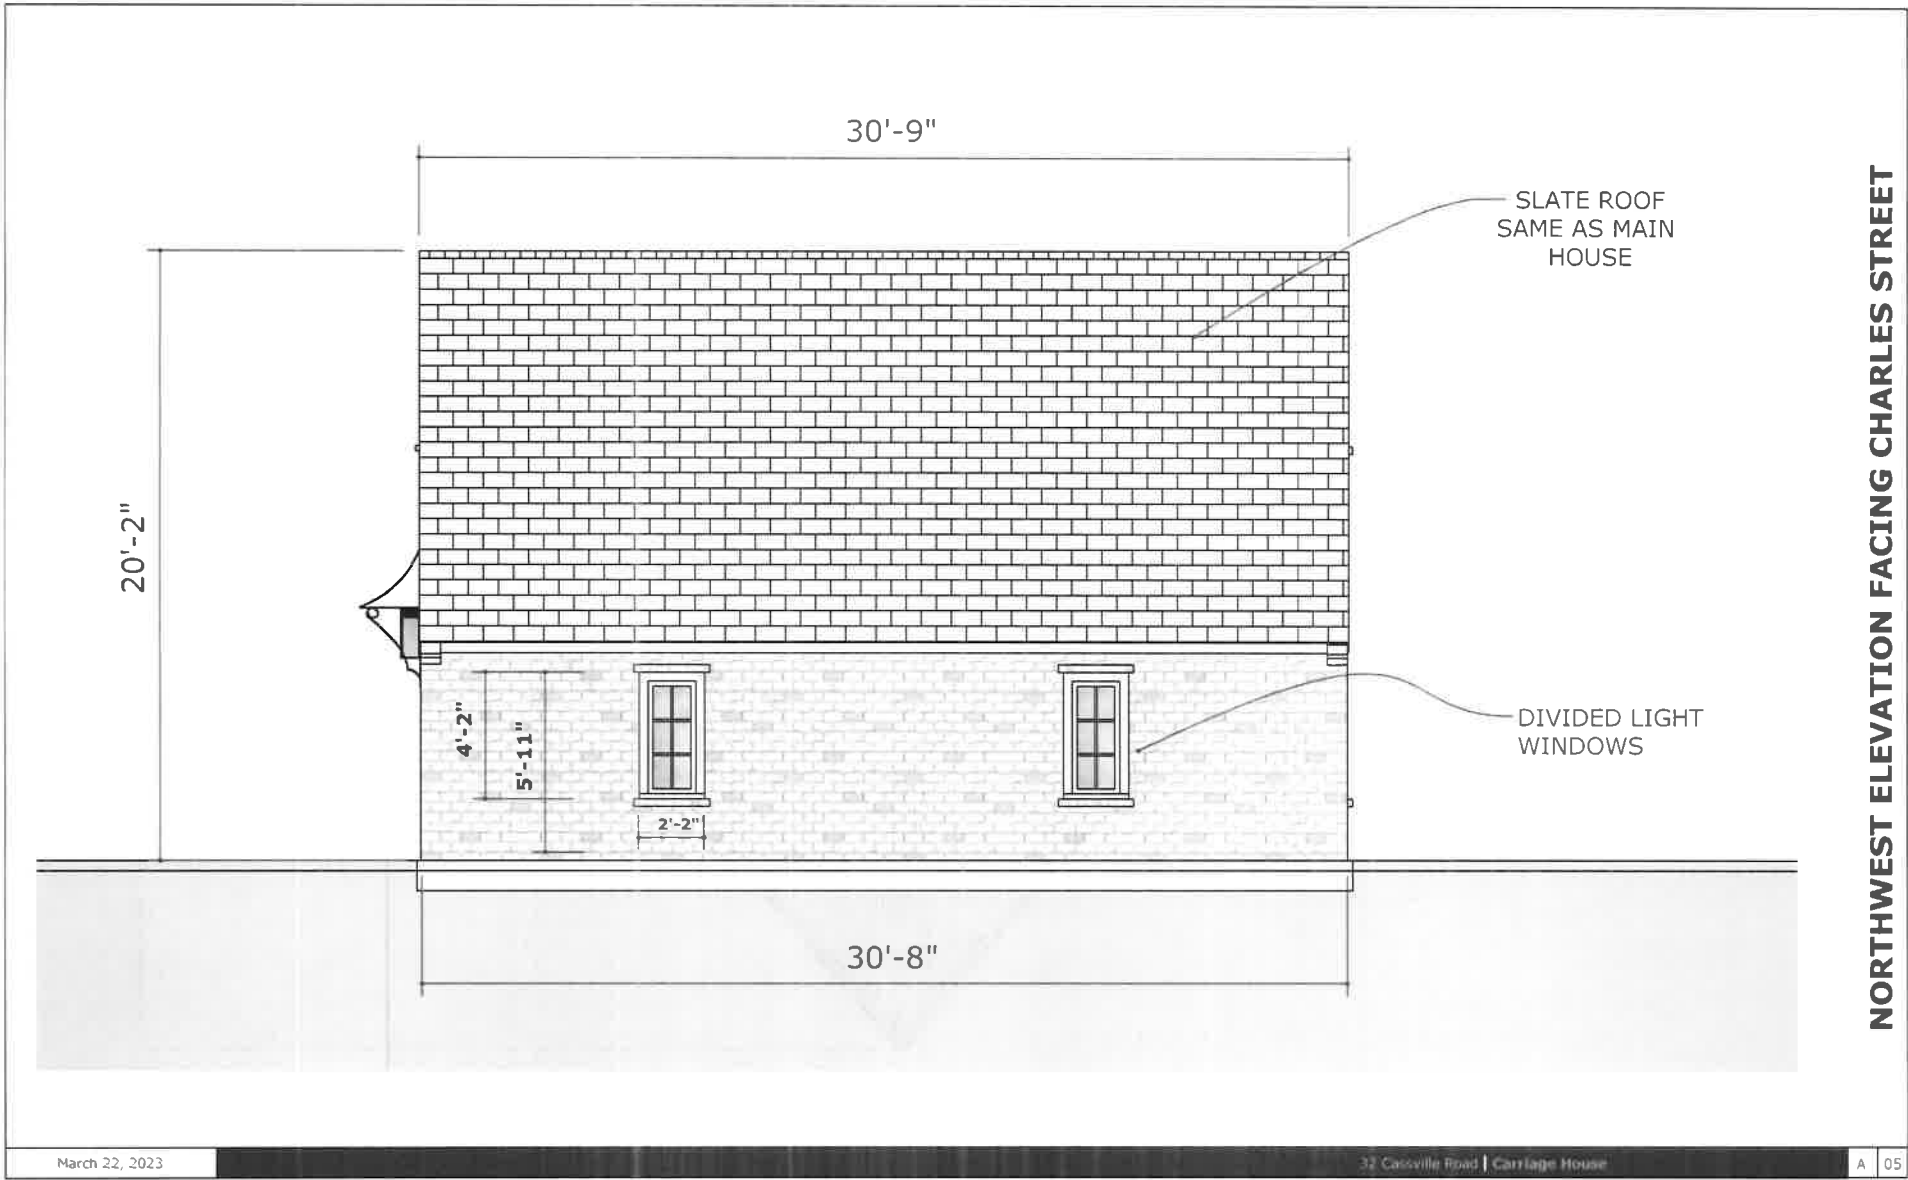 30'-9"
SLATE ROOF
SAME AS MAIN
HOUSE
20'-2"
4'-2"
5'-11"
2'-2"
DIVIDED LIGHT
WINDOWS
30'-8"
NORTHWEST ELEVATION FACING CHARLES STREET
March 22, 2023
32 Cassville Road | Carriage House
A 05